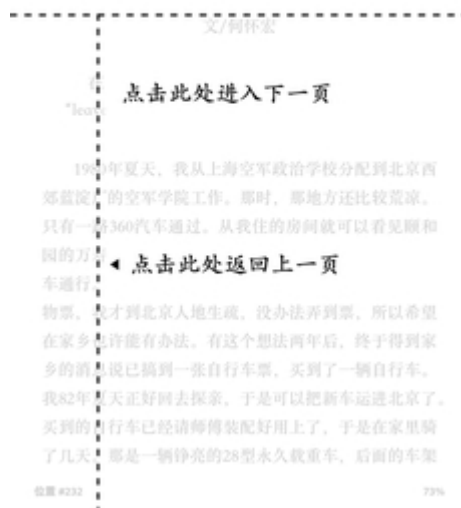 文/何怀宏
点击此处进入下一页
"leave
1980年夏天，我从上海空军政治学校分配到北京西
郊蓝淀厂的空军学院工作。那时，那地方还比较荒凉。
只有一路360汽车通过。从我住的房间就可以看见颐和
园的万
◂ 点击此处返回上一页
车通行，
物票，我才到北京人地生疏，没办法弄到票，所以希望
在家乡也许能有办法。有这个想法两年后，终于得到家
乡的消息说已搞到一张自行车票，买到了一辆自行车。
我82年夏天正好回去探亲，于是可以把新车运进北京了。
买到的自行车已经请师傅装配好用上了，于是在家里骑
了几天。那是一辆铮亮的28型永久载重车，后面的车架
位置 #232
73%